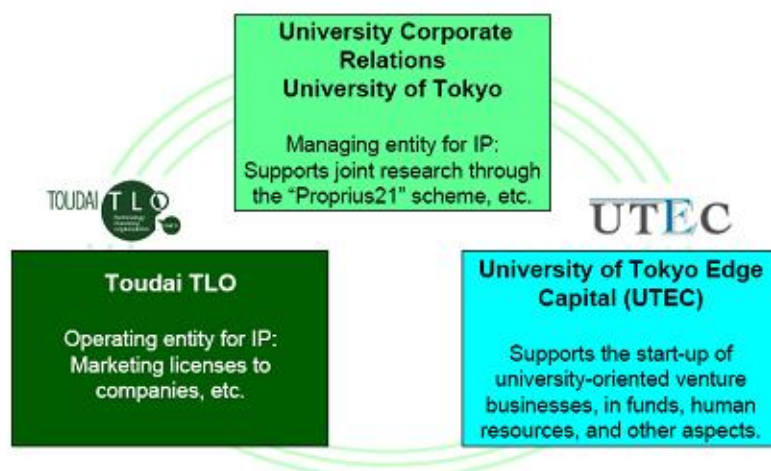 University Corporate
Relations
University of Tokyo
Managing entity for IP:
Supports joint research through
the “Proprius21” scheme, etc.
TOUDAI TLO
UTEC
Toudai TLO
Operating entity for IP:
Marketing licenses to
companies, etc.
University of Tokyo Edge
Capital (UTEC)
Supports the start-up of
university-oriented venture
businesses, in funds, human
resources, and other aspects.